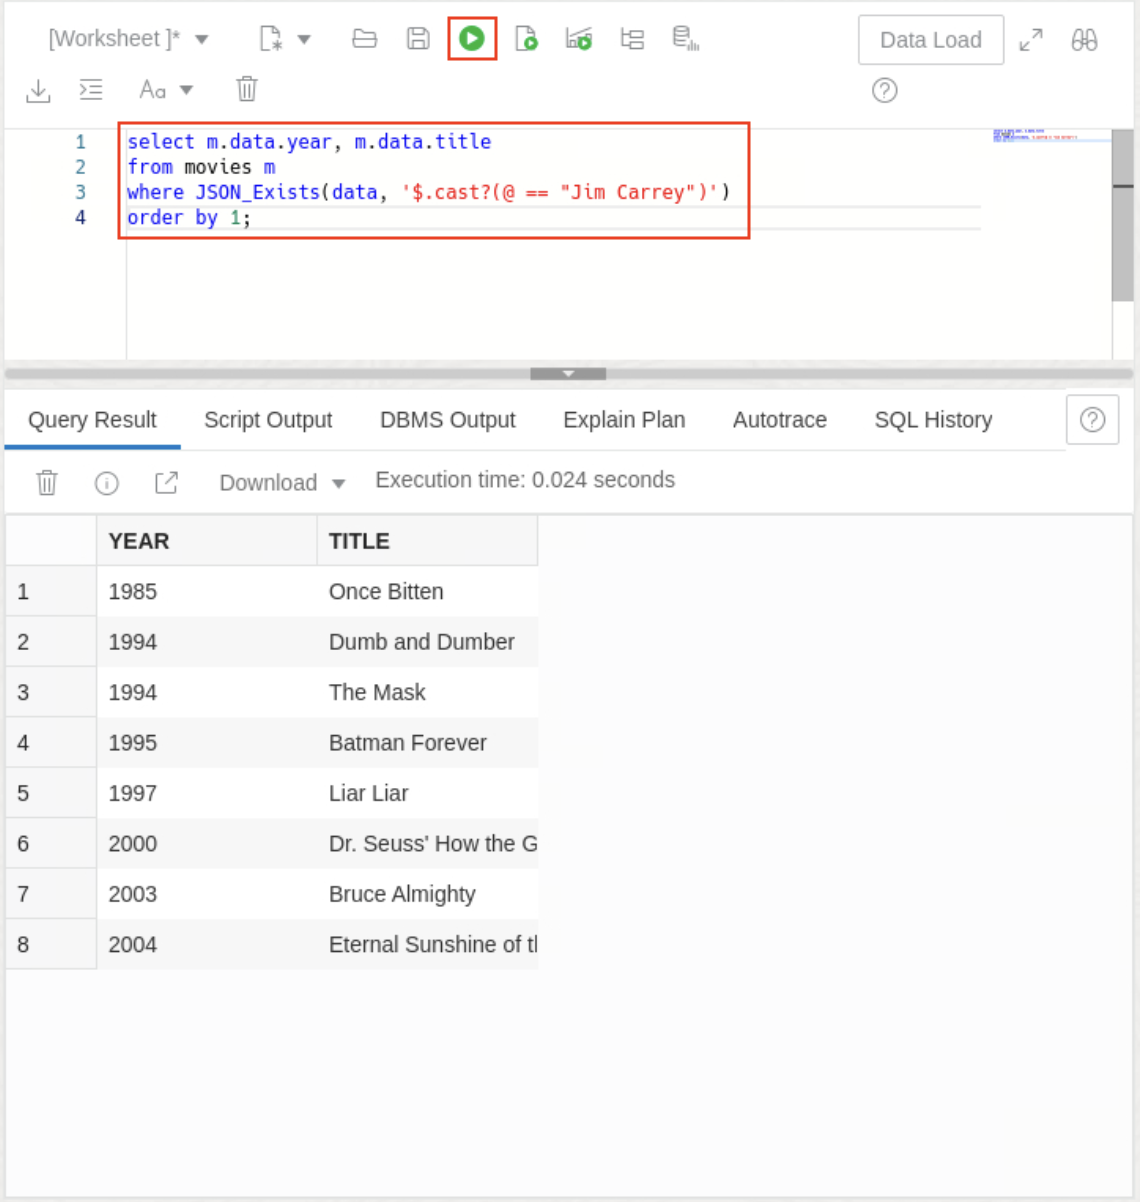 [Worksheet ]*
Data Load
Aa
1 select m.data.year, m.data.title
2 from movies m
3 where JSON_Exists(data, '$.cast?(@ == "Jim Carrey")')
4 order by 1;
Query Result Script Output DBMS Output Explain Plan Autotrace SQL History
Download Execution time: 0.024 seconds
YEAR TITLE
1 1985 Once Bitten
2 1994 Dumb and Dumber
3 1994 The Mask
4 1995 Batman Forever
5 1997 Liar Liar
6 2000 Dr. Seuss' How the G
7 2003 Bruce Almighty
8 2004 Eternal Sunshine of